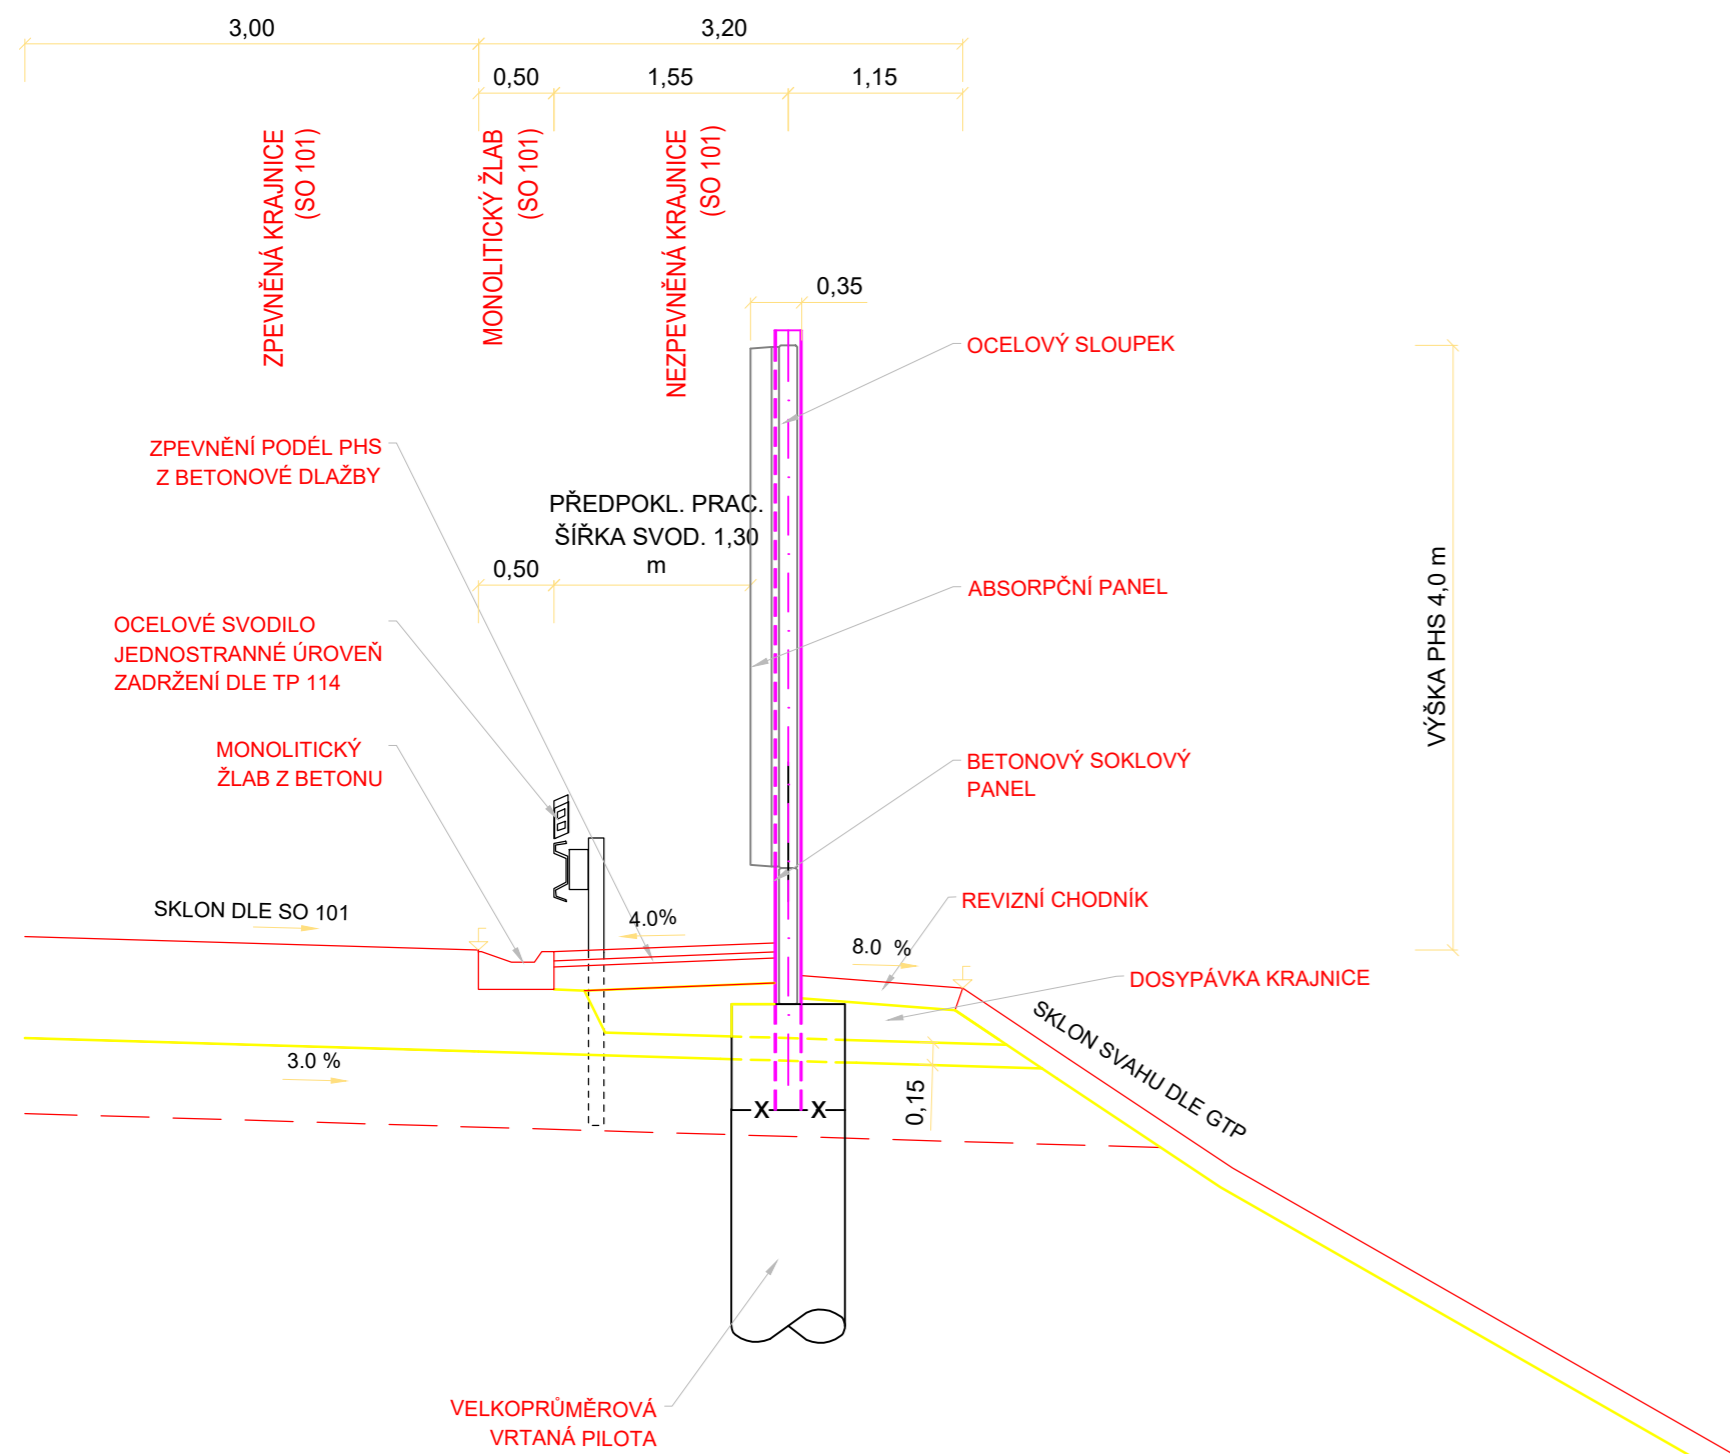 3,00
3,20
0,50
1,55
1,15
ZPEVNĚNÁ KRAJNICE
(SO 101)
MONOLITICKÝ ŽLAB
(SO 101)
NEZPEVNĚNÁ KRAJNICE
(SO 101)
0,35
OCELOVÝ SLOUPEK
ZPEVNĚNÍ PODÉL PHS
Z BETONOVÉ DLAŽBY
PŘEDPOKL. PRAC.
ŠÍŘKA SVOD. 1,30
m
0,50
ABSORPČNÍ PANEL
VÝŠKA PHS 4,0 m
OCELOVÉ SVODILO
JEDNOSTRANNÉ ÚROVEŇ
ZADRŽENÍ DLE TP 114
MONOLITICKÝ
ŽLAB Z BETONU
BETONOVÝ SOKLOVÝ
PANEL
SKLON DLE SO 101
4.0%
REVIZNÍ CHODNÍK
8.0 %
DOSYPÁVKA KRAJNICE
SKLON SVAHU DLE GTP
3.0 %
0,15
X
X
VELKOPRŮMĚROVÁ
VRTANÁ PILOTA